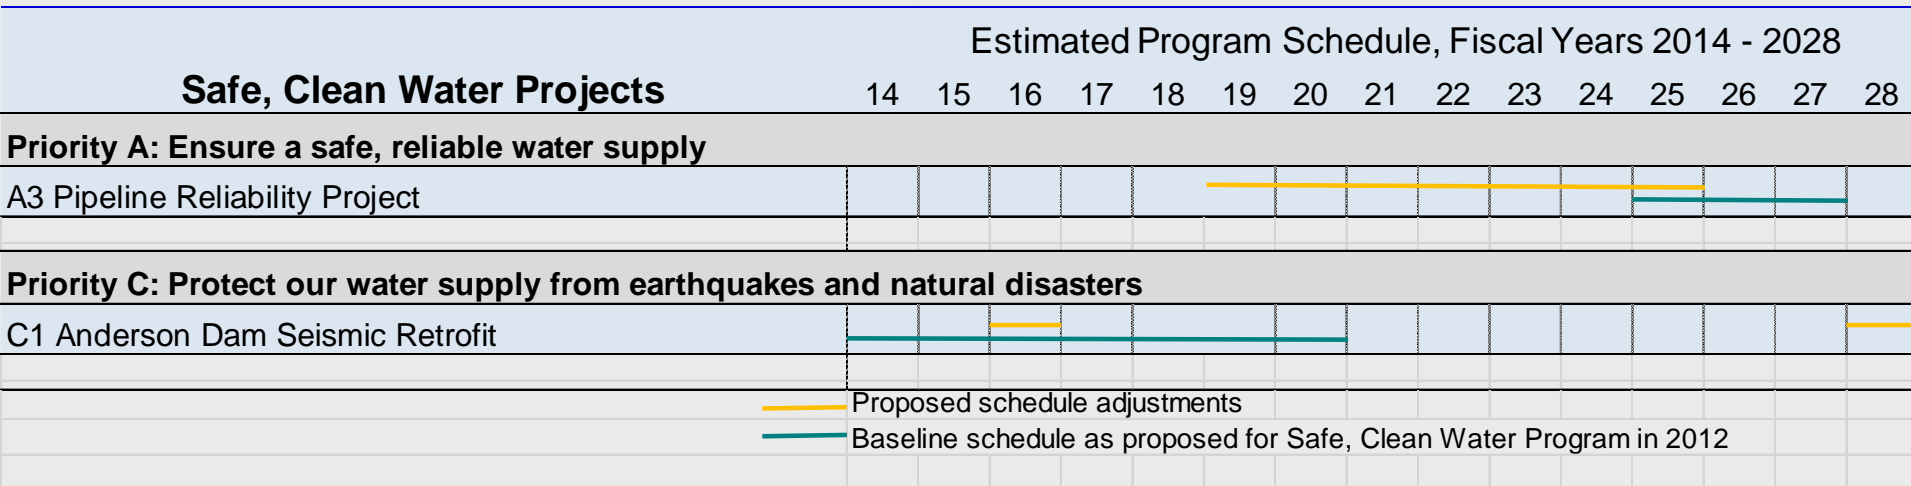 Estimated Program Schedule, Fiscal Years 2014 - 2028
Safe, Clean Water Projects 14 15 16 17 18 19 20 21 22 23 24 25 26 27 28
Priority A: Ensure a safe, reliable water supply
A3 Pipeline Reliability Project
Priority C: Protect our water supply from earthquakes and natural disasters
C1 Anderson Dam Seismic Retrofit
Proposed schedule adjustments
Baseline schedule as proposed for Safe, Clean Water Program in 2012